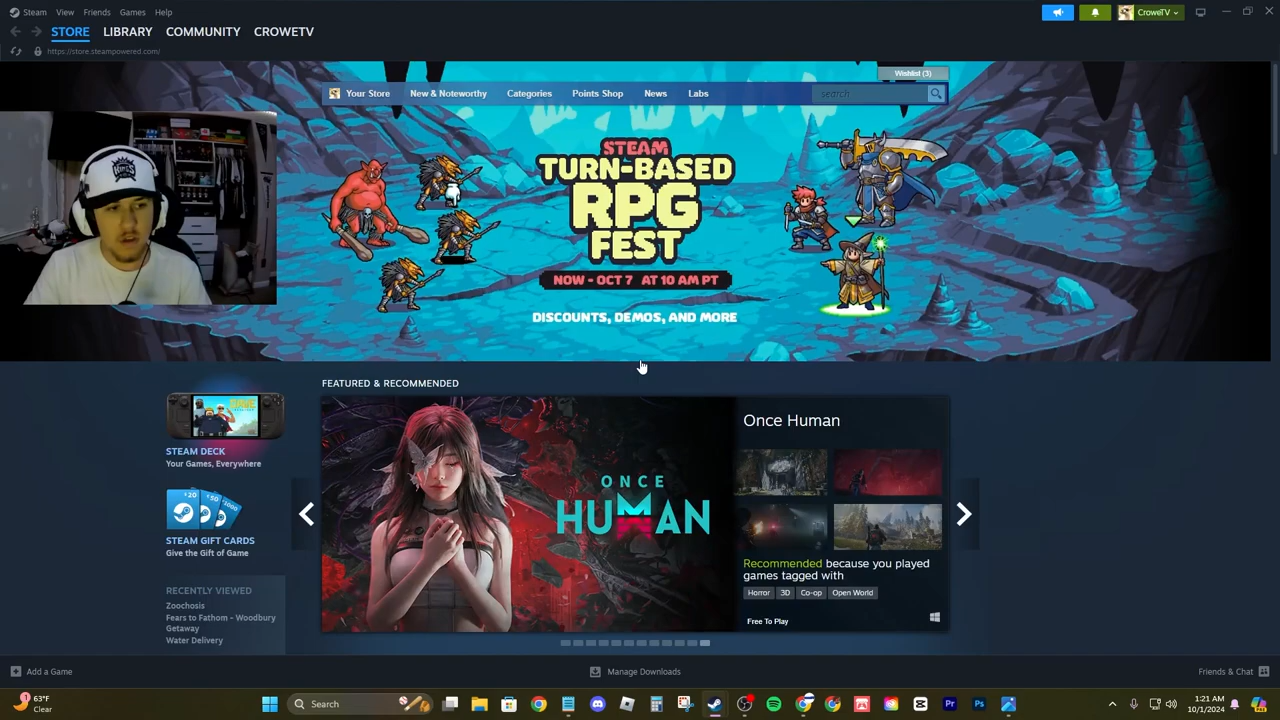 Steam View Friends Games Help
CroweTV
STORE LIBRARY COMMUNITY CROWETV
https://store.steampowered.com/
Wishlist (3)
Your Store New & Noteworthy Categories Points Shop News Labs
search
STEAM
TURN-BASED
RPG
FEST
NOW - OCT 7 AT 10 AM PT
DISCOUNTS, DEMOS, AND MORE
FEATURED & RECOMMENDED
STEAM DECK
Your Games, Everywhere
STEAM GIFT CARDS
Give the Gift of Game
RECENTLY VIEWED
Zoochosis
Fears to Fathom - Woodbury
Getaway
Water Delivery
ONCE
HUMAN
Once Human
Recommended because you played
games tagged with
Horror 3D Co-op Open World
Free To Play
Add a Game
Manage Downloads
Friends & Chat
63°F
Clear
Search
1:21 AM
10/1/2024